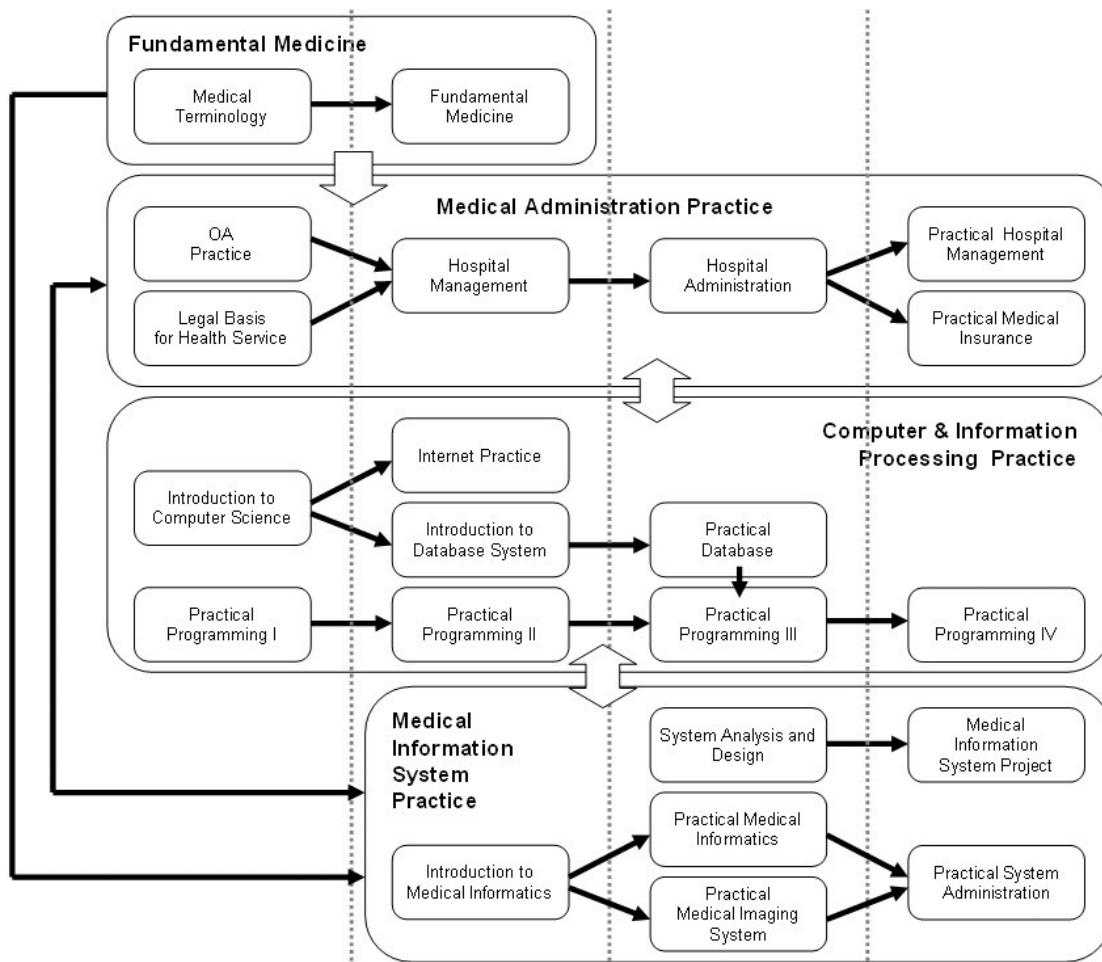 Fundamental Medicine
Medical
Terminology
Fundamental
Medicine
Medical Administration Practice
OA
Practice
Legal Basis
for Health Service
Hospital
Management
Hospital
Administration
Practical Hospital
Management
Practical Medical
Insurance
Computer & Information
Processing Practice
Introduction to
Computer Science
Internet Practice
Introduction to
Database System
Practical
Database
Practical
Programming I
Practical
Programming II
Practical
Programming III
Practical
Programming IV
Medical
Information
System
Practice
System Analysis and
Design
Medical
Information
System Project
Introduction to
Medical Informatics
Practical Medical
Informatics
Practical
Medical Imaging
System
Practical System
Administration